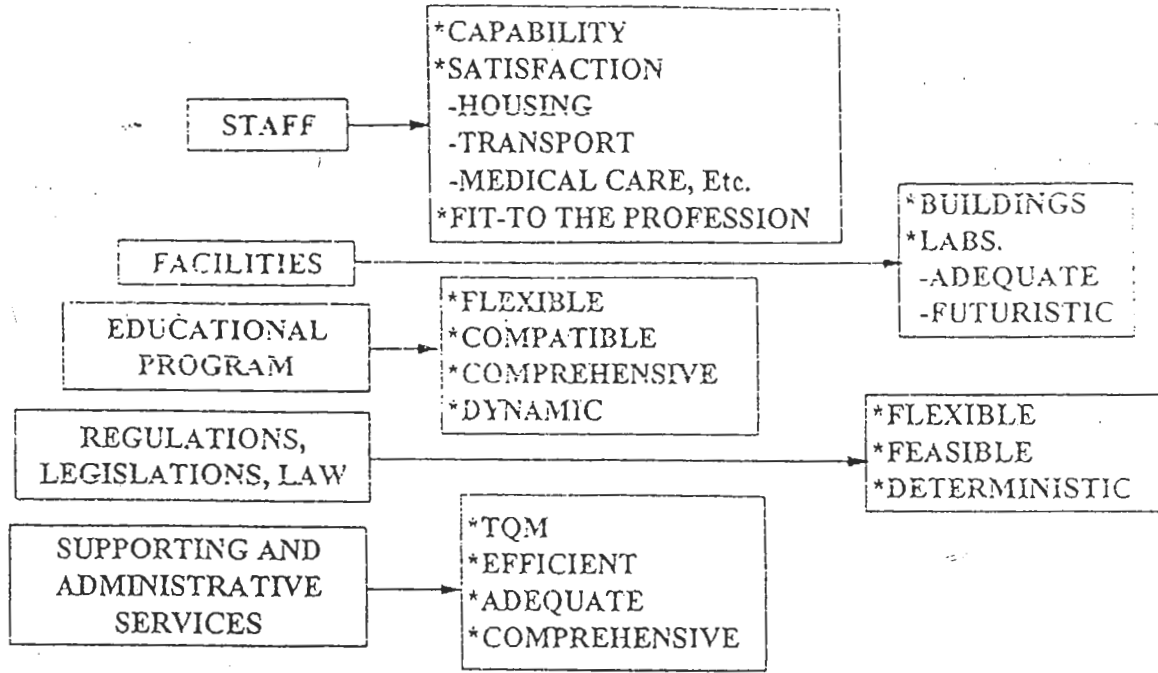 STAFF
*CAPABILITY
*SATISFACTION
-HOUSING
-TRANSPORT
-MEDICAL CARE, Etc.
*FIT-TO THE PROFESSION
FACILITIES
*BUILDINGS
*LABS.
-ADEQUATE
-FUTURISTIC
EDUCATIONAL
PROGRAM
*FLEXIBLE
*COMPATIBLE
*COMPREHENSIVE
*DYNAMIC
REGULATIONS,
LEGISLATIONS, LAW
*FLEXIBLE
*FEASIBLE
*DETERMINISTIC
SUPPORTING AND
ADMINISTRATIVE
SERVICES
*TQM
*EFFICIENT
*ADEQUATE
*COMPREHENSIVE